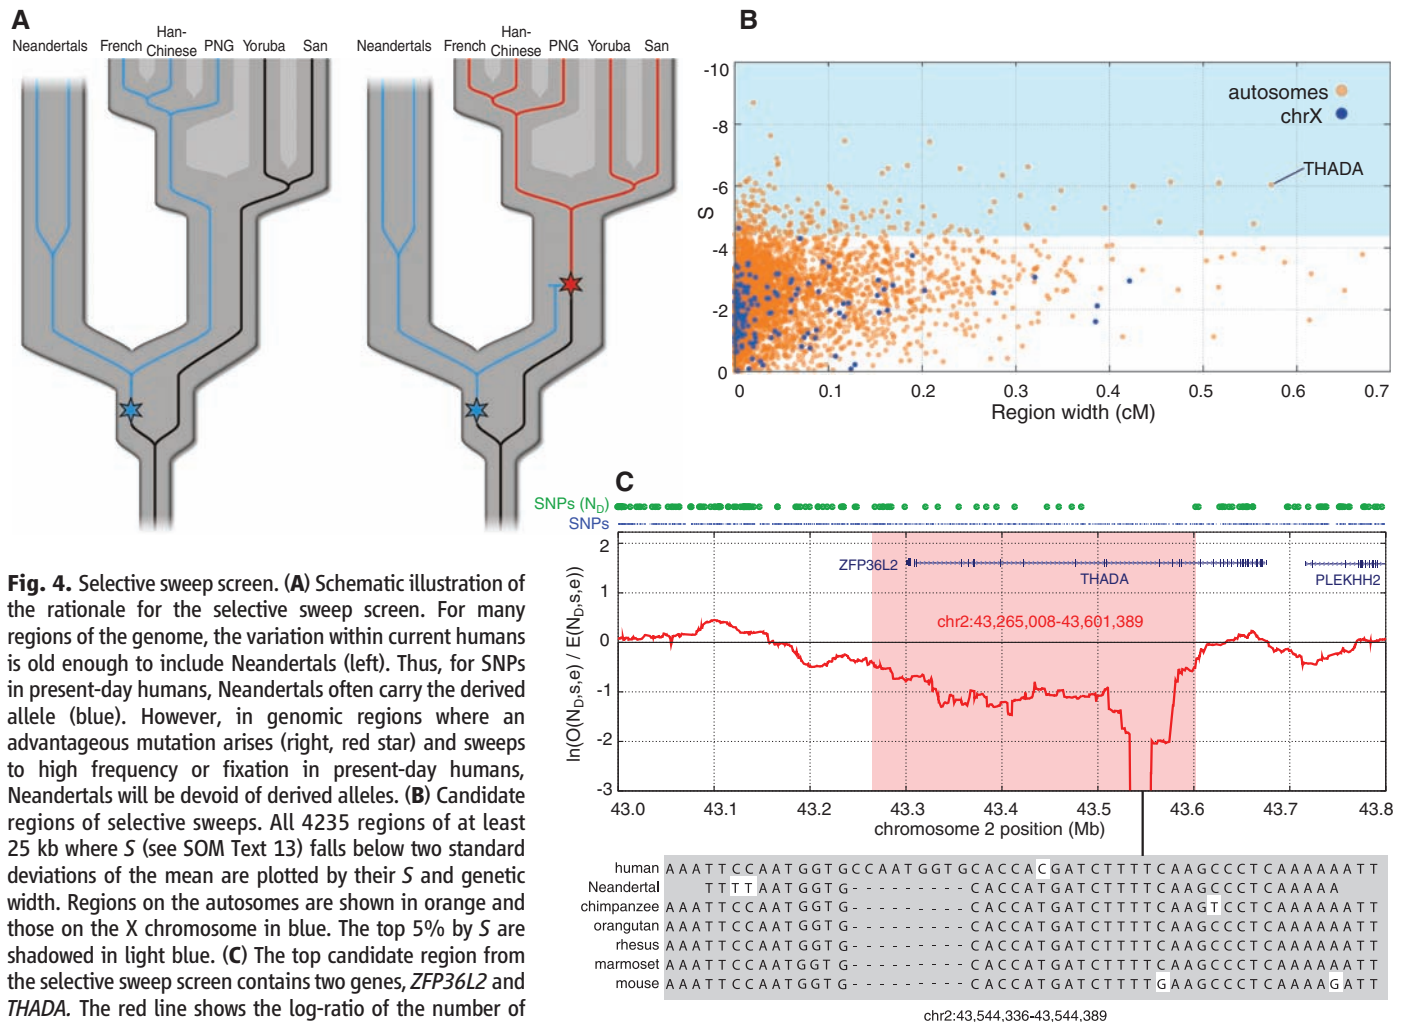 A
Neandertals French Han-Chinese PNG Yoruba San
Neandertals French Han-Chinese PNG Yoruba San
B
-10
-8
-6
-4
-2
0
S
autosomes
chrX
THADA
0 0.1 0.2 0.3 0.4 0.5 0.6 0.7
Region width (cM)
C
SNPs (N_D)
SNPs
2
1
0
-1
-2
-3
ln(O(N_D,s,e) / E(N_D,s,e))
ZFP36L2
THADA
PLEKHH2
chr2:43,265,008-43,601,389
43.0 43.1 43.2 43.3 43.4 43.5 43.6 43.7 43.8
chromosome 2 position (Mb)
human AAATTCCAATGGTGCCAATGGTGCACCACGATCTTTTCAAGCCCTCAAAAAATT
Neandertal TTTTAATGGTG---------CACCATGATCTTTTCAAGCCCTCAAAAA
chimpanzee AAATTCCAATGGTG---------CACCATGATCTTTTCAAGTCCTCAAAAAATT
orangutan AAATTCCAATGGTG---------CACCATGATCTTTTCAAGCCCTCAAAAAATT
rhesus AAATTCCAATGGTG---------CACCATGATCTTTTCAAGCCCTCAAAAAATT
marmoset AAATTCCAATGGTG---------CACCATGATCTTTTCAAGCCCTCAAAAAATT
mouse AAATTCCAATGGTG---------CACCATGATCTTTTGAAGCCCTCAAAAGATT
chr2:43,544,336-43,544,389
Fig. 4. Selective sweep screen. (A) Schematic illustration of
the rationale for the selective sweep screen. For many
regions of the genome, the variation within current humans
is old enough to include Neandertals (left). Thus, for SNPs
in present-day humans, Neandertals often carry the derived
allele (blue). However, in genomic regions where an
advantageous mutation arises (right, red star) and sweeps
to high frequency or fixation in present-day humans,
Neandertals will be devoid of derived alleles. (B) Candidate
regions of selective sweeps. All 4235 regions of at least
25 kb where S (see SOM Text 13) falls below two standard
deviations of the mean are plotted by their S and genetic
width. Regions on the autosomes are shown in orange and
those on the X chromosome in blue. The top 5% by S are
shadowed in light blue. (C) The top candidate region from
the selective sweep screen contains two genes, ZFP36L2 and
THADA. The red line shows the log-ratio of the number of